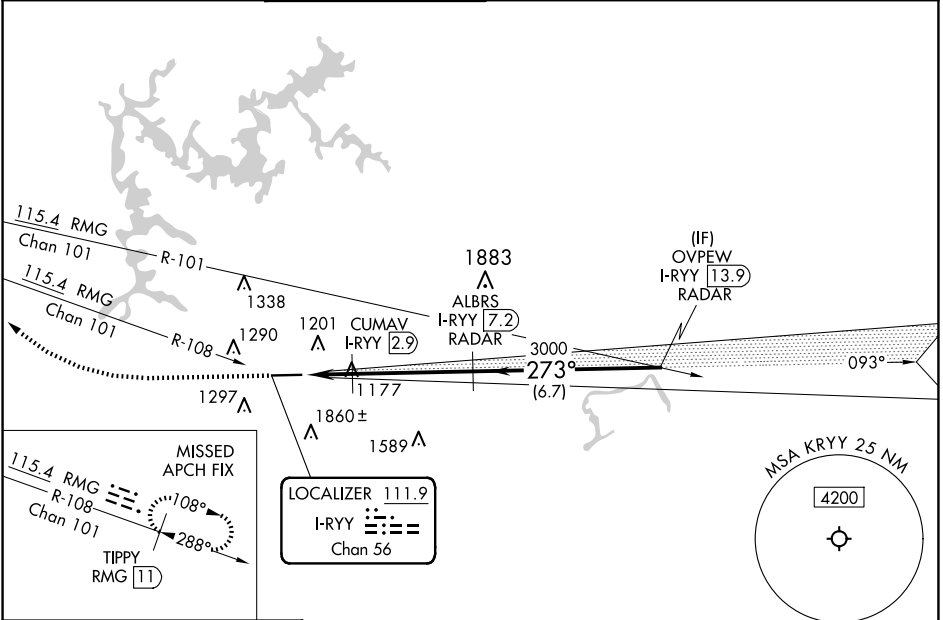 115.4 RMG
Chan 101
R-101
115.4 RMG
Chan 101
R-108
1338
1290
1201
1297
CUMAV
I-RYY 2.9
1177
1860 ±
1589
1883
ALBRS
I-RYY 7.2
RADAR
(IF)
OVPEW
I-RYY 13.9
RADAR
3000
273°
(6.7)
093°
MISSED
APCH FIX
115.4 RMG
R-108
Chan 101
108°
288°
TIPPY
RMG 11
LOCALIZER 111.9
I-RYY
Chan 56
MSA KRYY 25 NM
4200